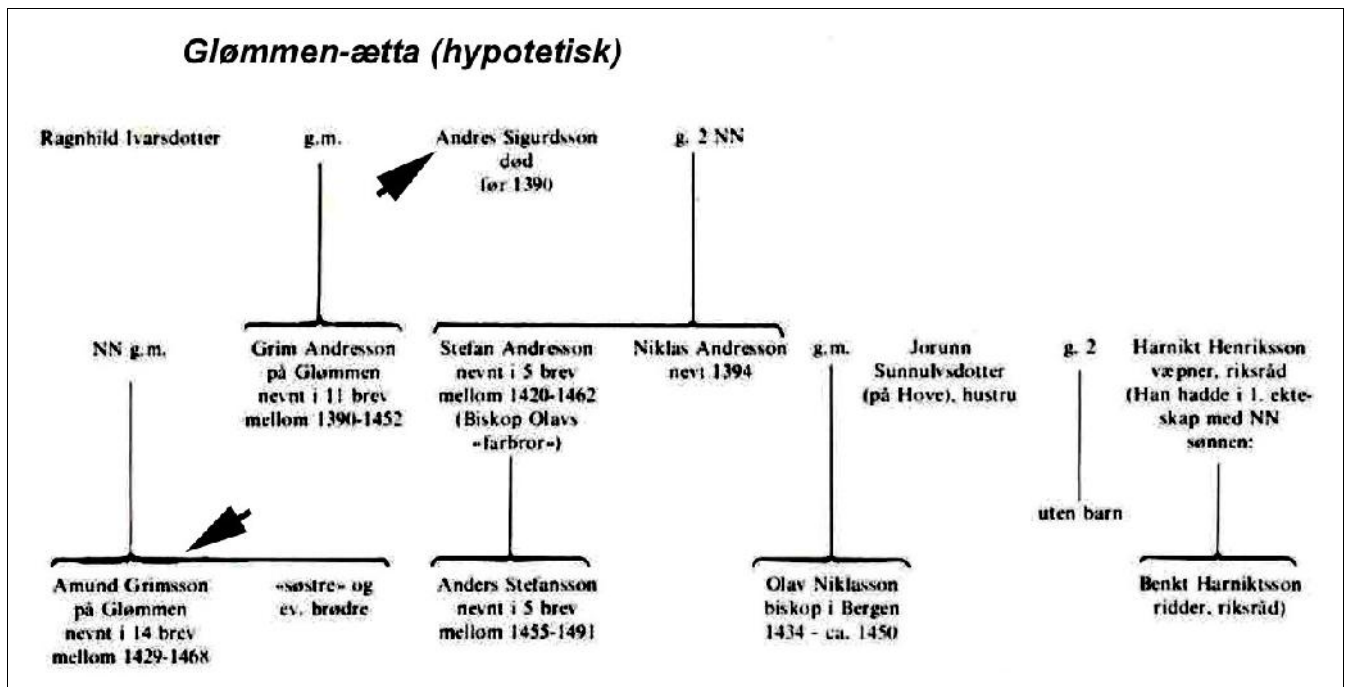 Glømmen-ætta (hypotetisk)
Ragnhild Ivarsdotter
g.m.
Andres Sigurdsson
død
før 1390
g. 2 NN
NN g.m.
Grim Andresson
på Glømmen
nevnt i 11 brev
mellom 1390-1452
Stefan Andresson
nevnt i 5 brev
mellom 1420-1462
(Biskop Olavs
«farbror»)
Niklas Andresson
nevt 1394
g.m.
Jorunn
Sunnulvsdotter
(på Hove), hustru
g. 2
Harnikt Henriksson
væpner, riksråd
(Han hadde i 1. ekte-
skap med NN
sønnen:
uten barn
Amund Grimsson
på Glømmen
nevnt i 14 brev
mellom 1429-1468
«søstre» og
ev. brødre
Anders Stefansson
nevnt i 5 brev
mellom 1455-1491
Olav Niklasson
biskop i Bergen
1434 - ca. 1450
Benkt Harniktsson
ridder, riksråd)